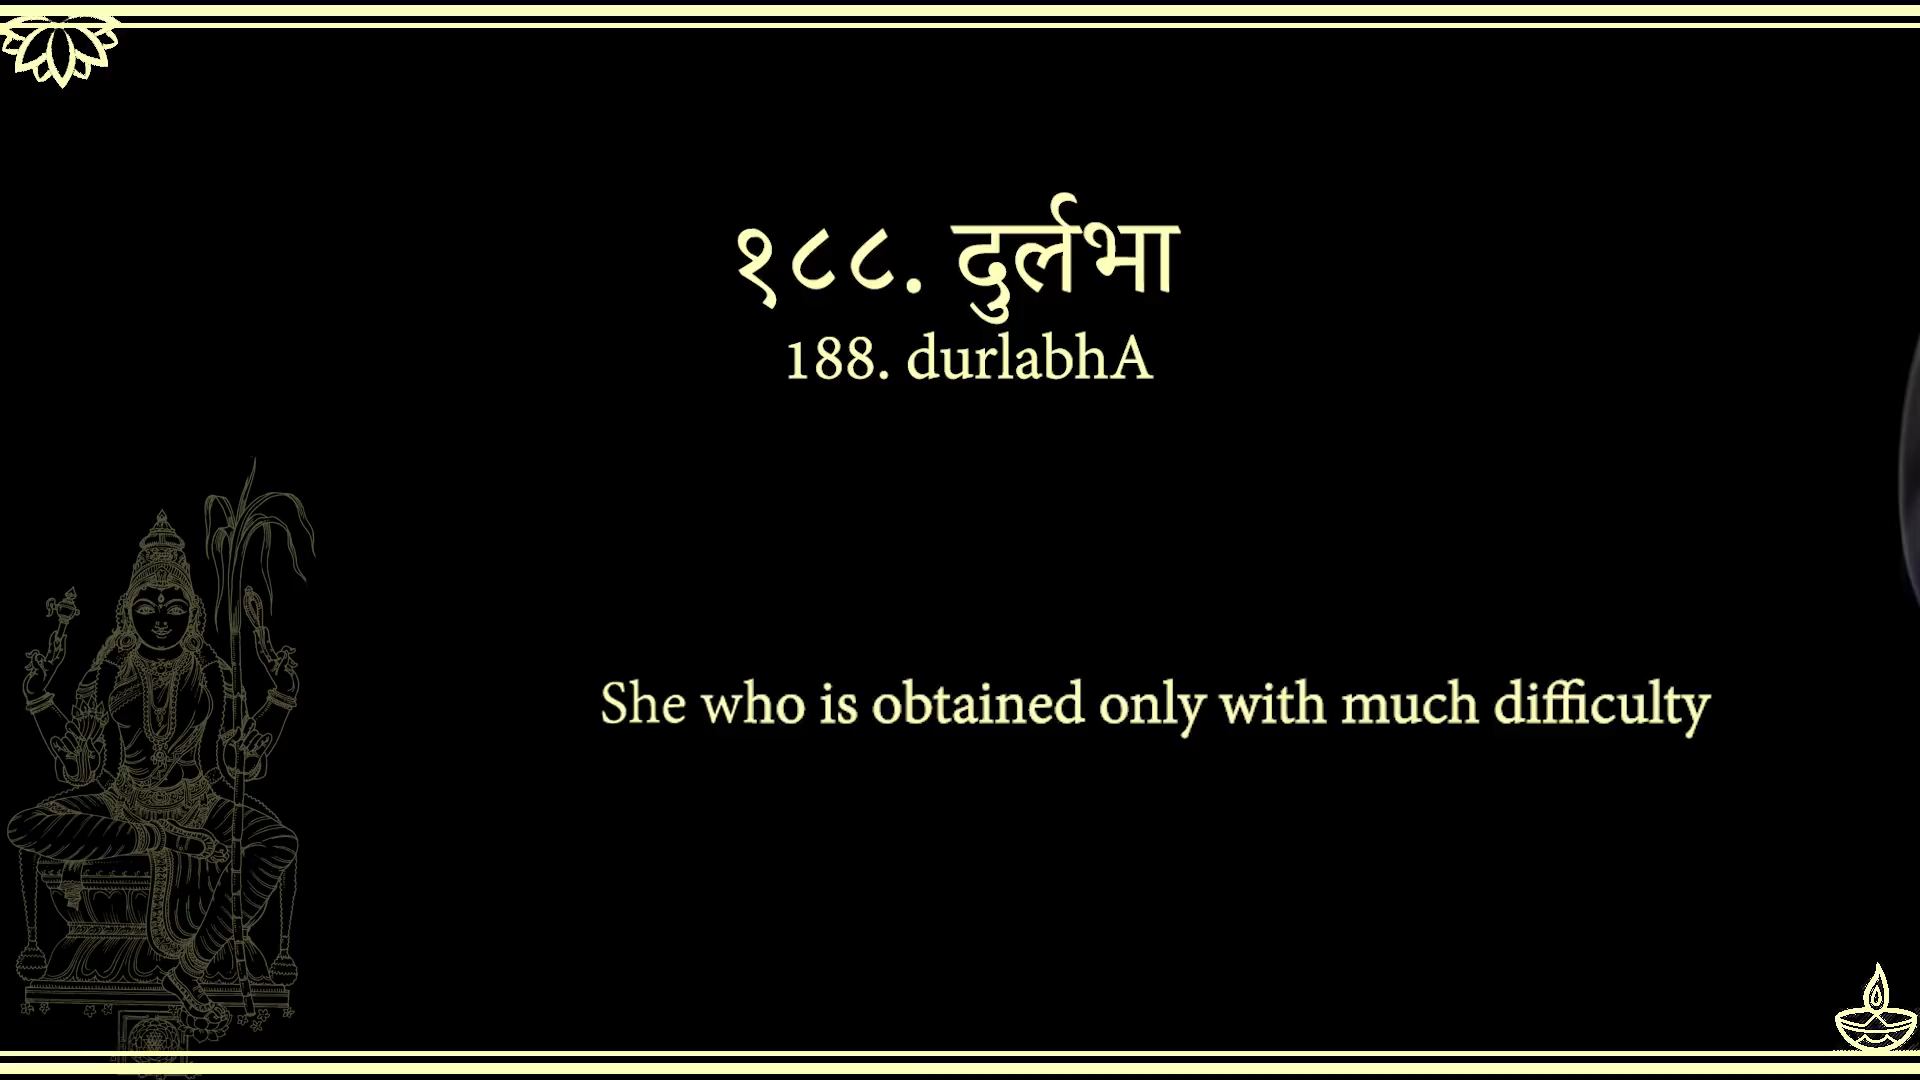 १८८. दुर्लभा
188. durlabhA
She who is obtained only with much difficulty